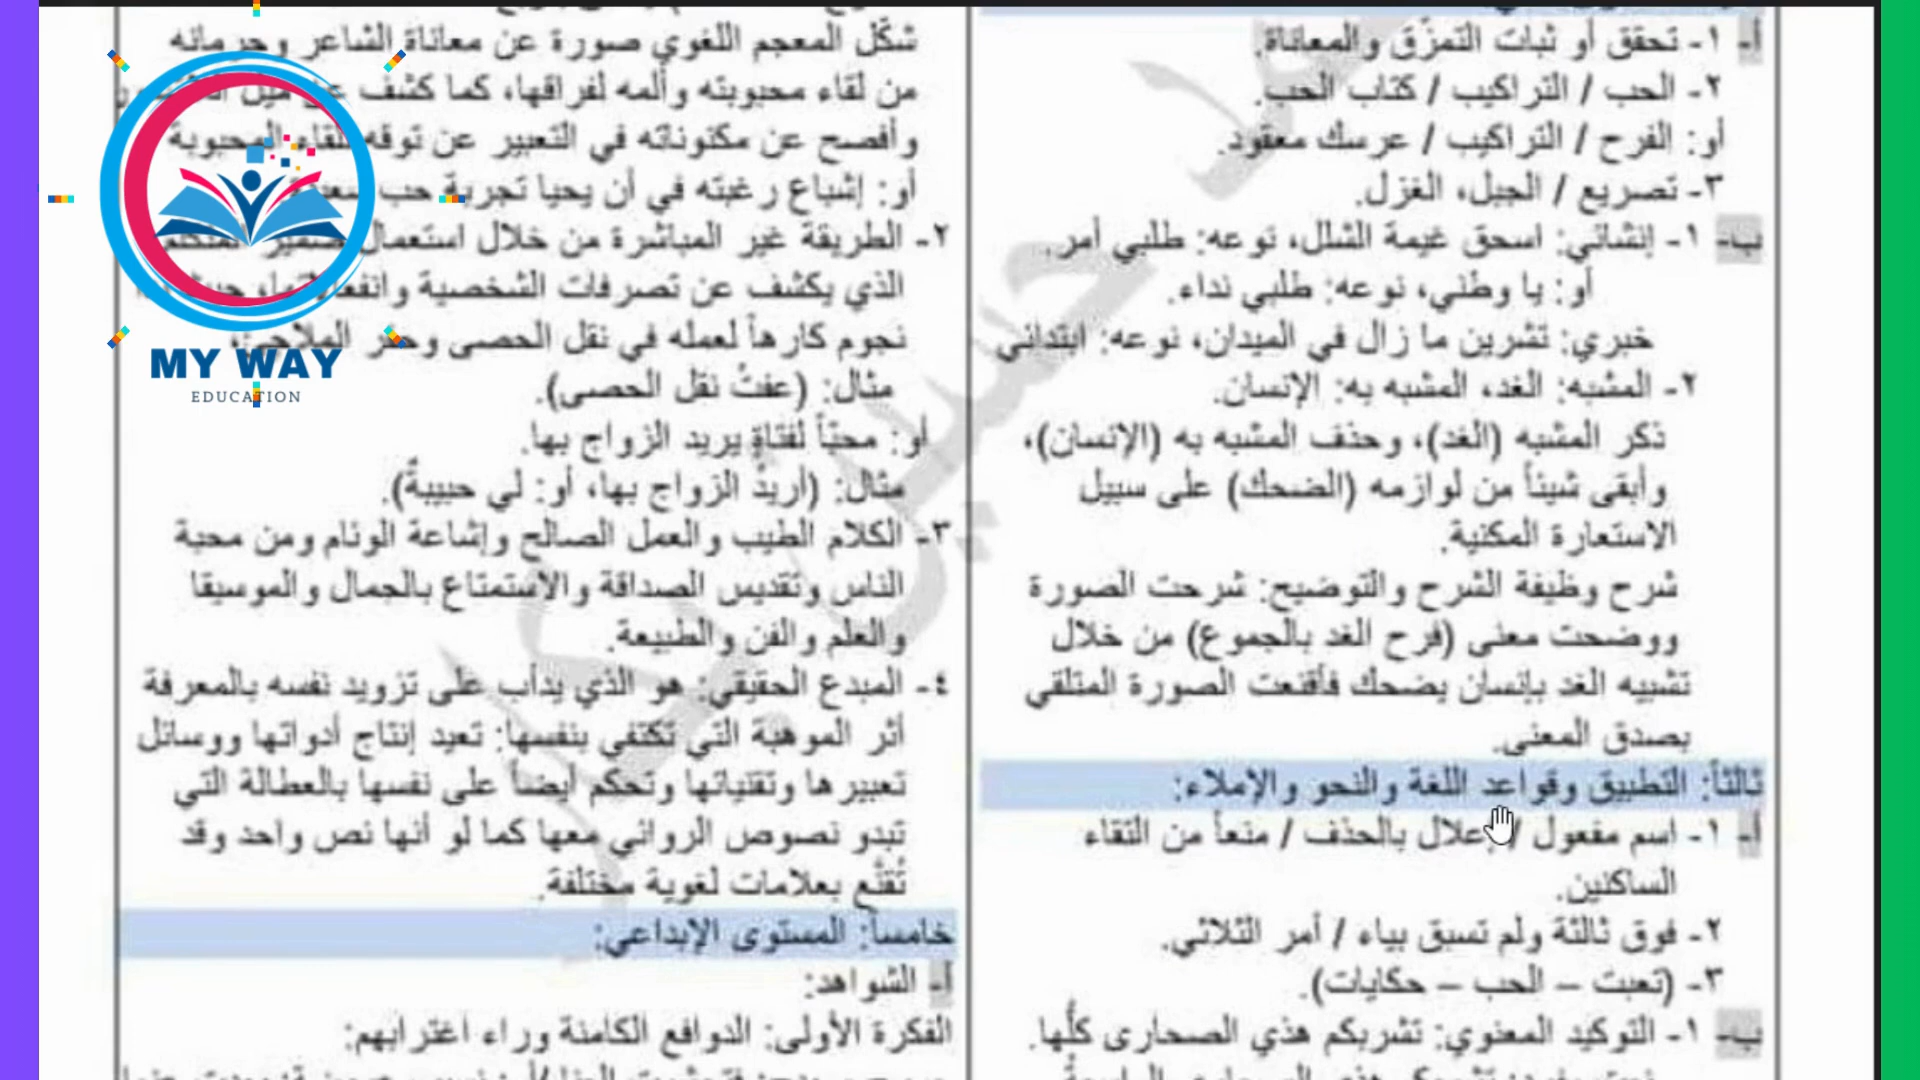 أ- ١- تحقق أو ثبات التمزّق والمعاناة.
٢- الحب / التراكيب / كتاب الحب.
أو: الفرح / التراكيب / عرسك معقود.
٣- تصريع / الجبل، الغزل.
ب- ١- إنشائي: اسحق غيمة الشلل، نوعه: طلبي أمر.
أو: يا وطني، نوعه: طلبي نداء.
خبري: تشرين ما زال في الميدان، نوعه: ابتدائي
٢- المشبه: الغد، المشبه به: الإنسان.
ذكر المشبه (الغد)، وحذف المشبه به (الإنسان)،
وأبقى شيئاً من لوازمه (الضحك) على سبيل
الاستعارة المكنية.
شرح وظيفة الشرح والتوضيح: شرحت الصورة
ووضحت معنى (فرح الغد بالجموع) من خلال
تشبيه الغد بإنسان يضحك فأقنعت الصورة المتلقي
بصدق المعنى.
ثالثاً: التطبيق وقواعد اللغة والنحو والإملاء:
أ- ١- اسم مفعول / إعلال بالحذف / منعاً من التقاء
الساكنين.
٢- فوق ثالثة ولم تسبق بياء / أمر الثلاثي.
٣- (تعبت – الحب – حكايات).
ب- ١- التوكيد المعنوي: تشربكم هذي الصحارى كلُّها.
شكّل المعجم اللغوي صورة عن معاناة الشاعر وحرمانه
من لقاء محبوبته وألمه لفراقها، كما كشف عن ميل
وأفصح عن مكنوناته في التعبير عن توقه للقاء المحبوبة
أو: إشباع رغبته في أن يحيا تجربة حب سعيدة
٢- الطريقة غير المباشرة من خلال استعمال ضمير المتكلم
الذي يكشف عن تصرفات الشخصية وانفعالاتها،
نجوم كارهاً لعمله في نقل الحصى وحفر الملاجئ،
مثال: (عفتُ نقل الحصى).
أو: محبّاً لفتاةٍ يريد الزواج بها.
مثال: (أريدُ الزواج بها، أو: لي حبيبةٌ).
٣- الكلام الطيب والعمل الصالح وإشاعة الوئام ومن محبة
الناس وتقديس الصداقة والاستمتاع بالجمال والموسيقا
والعلم والفن والطبيعة.
٤- المبدع الحقيقي: هو الذي يدأب على تزويد نفسه بالمعرفة
أثر الموهبة التي تكتفي بنفسها: تعيد إنتاج أدواتها ووسائل
تعبيرها وتقنياتها وتحكم أيضاً على نفسها بالعطالة التي
تبدو نصوص الروائي معها كما لو أنها نص واحد وقد
تُقنَّع بعلامات لغوية مختلفة.
خامساً: المستوى الإبداعي:
أ- الشواهد:
الفكرة الأولى: الدوافع الكامنة وراء اغترابهم:
MY WAY
EDUCATION